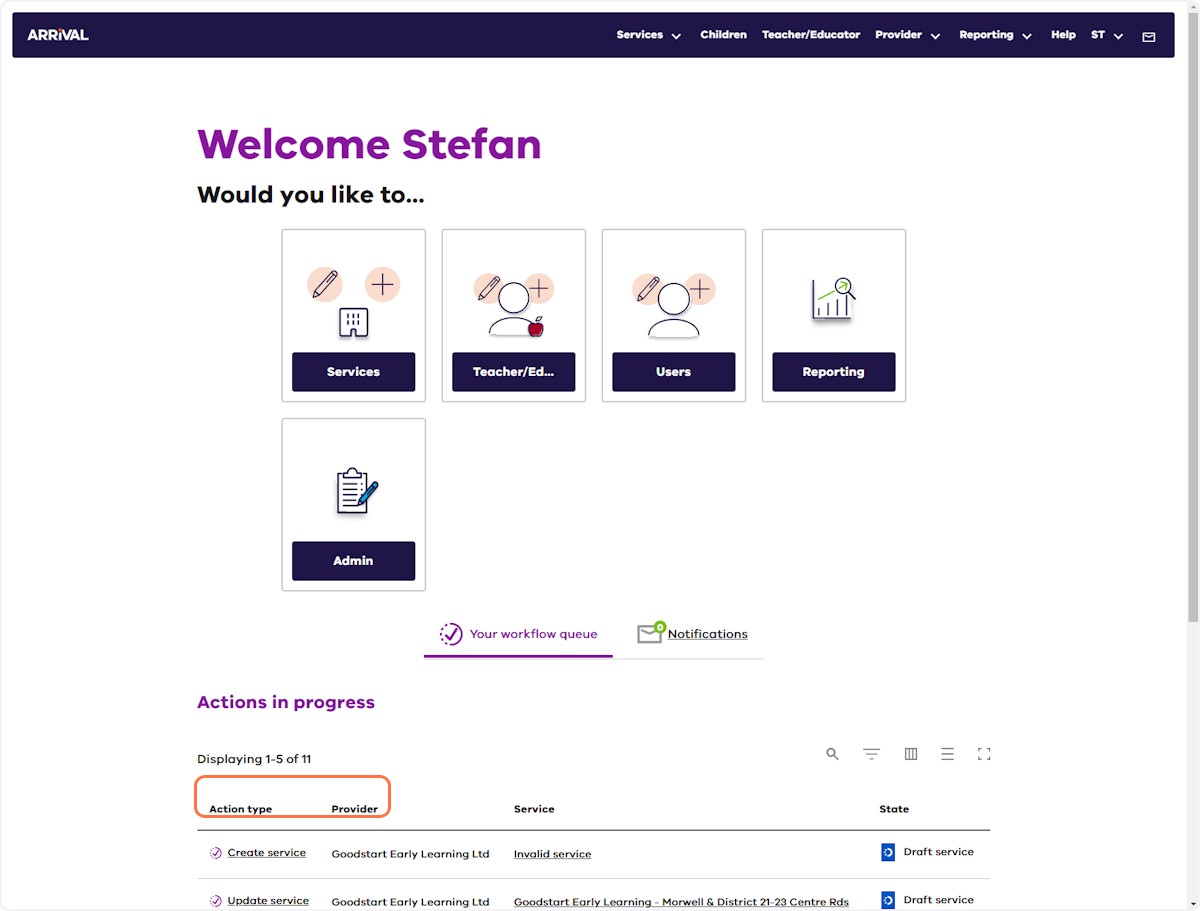 ARRiVAL Services Children Teacher/Educator Provider Reporting Help ST
Welcome Stefan
Would you like to...
Services Teacher/Ed... Users Reporting
Admin
Your workflow queue 0 Notifications
Actions in progress
Displaying 1-5 of 11
Action type Provider Service State
Create service Goodstart Early Learning Ltd Invalid service Draft service
Update service Goodstart Early Learning Ltd Goodstart Early Learning - Morwell & District 21-23 Centre Rds Draft service